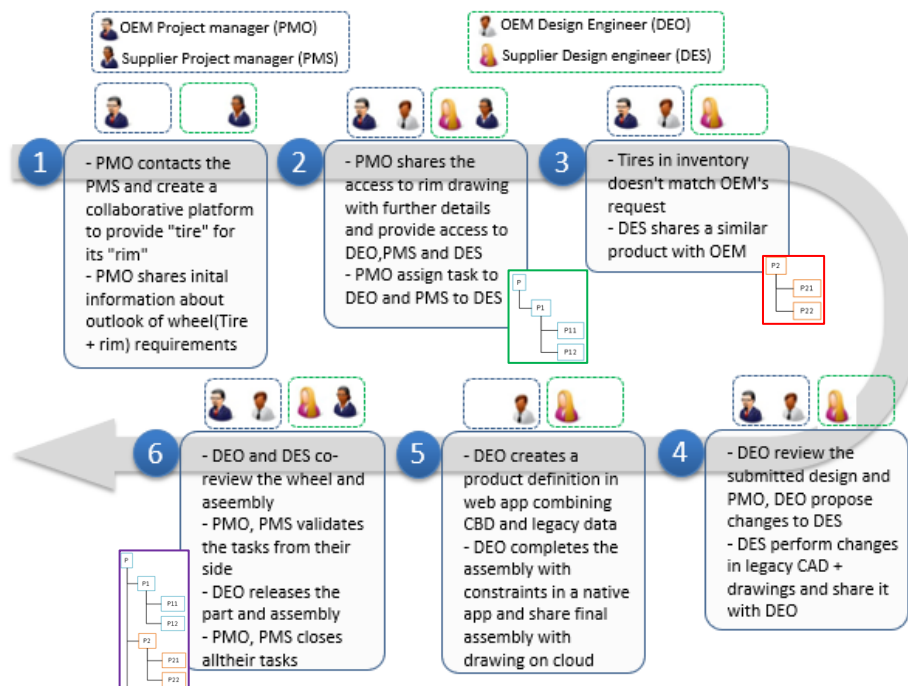 OEM Project manager (PMO)
Supplier Project manager (PMS)
OEM Design Engineer (DEO)
Supplier Design engineer (DES)
1
- PMO contacts the
PMS and create a
collaborative platform
to provide "tire" for
its "rim"
- PMO shares inital
information about
outlook of wheel(Tire
+ rim) requirements
2
- PMO shares the
access to rim drawing
with further details
and provide access to
DEO,PMS and DES
- PMO assign task to
DEO and PMS to DES
P
P1
P11
P12
3
- Tires in inventory
doesn't match OEM's
request
- DES shares a similar
product with OEM
P2
P21
P22
4
- DEO review the
submitted design and
PMO, DEO propose
changes to DES
- DES perform changes
in legacy CAD +
drawings and share it
with DEO
5
- DEO creates a
product definition in
web app combining
CBD and legacy data
- DEO completes the
assembly with
constraints in a native
app and share final
assembly with
drawing on cloud
6
- DEO and DES co-
review the wheel and
aseembly
- PMO, PMS validates
the tasks from their
side
- DEO releases the
part and assembly
- PMO, PMS closes
alltheir tasks
P
P1
P11
P12
P2
P21
P22